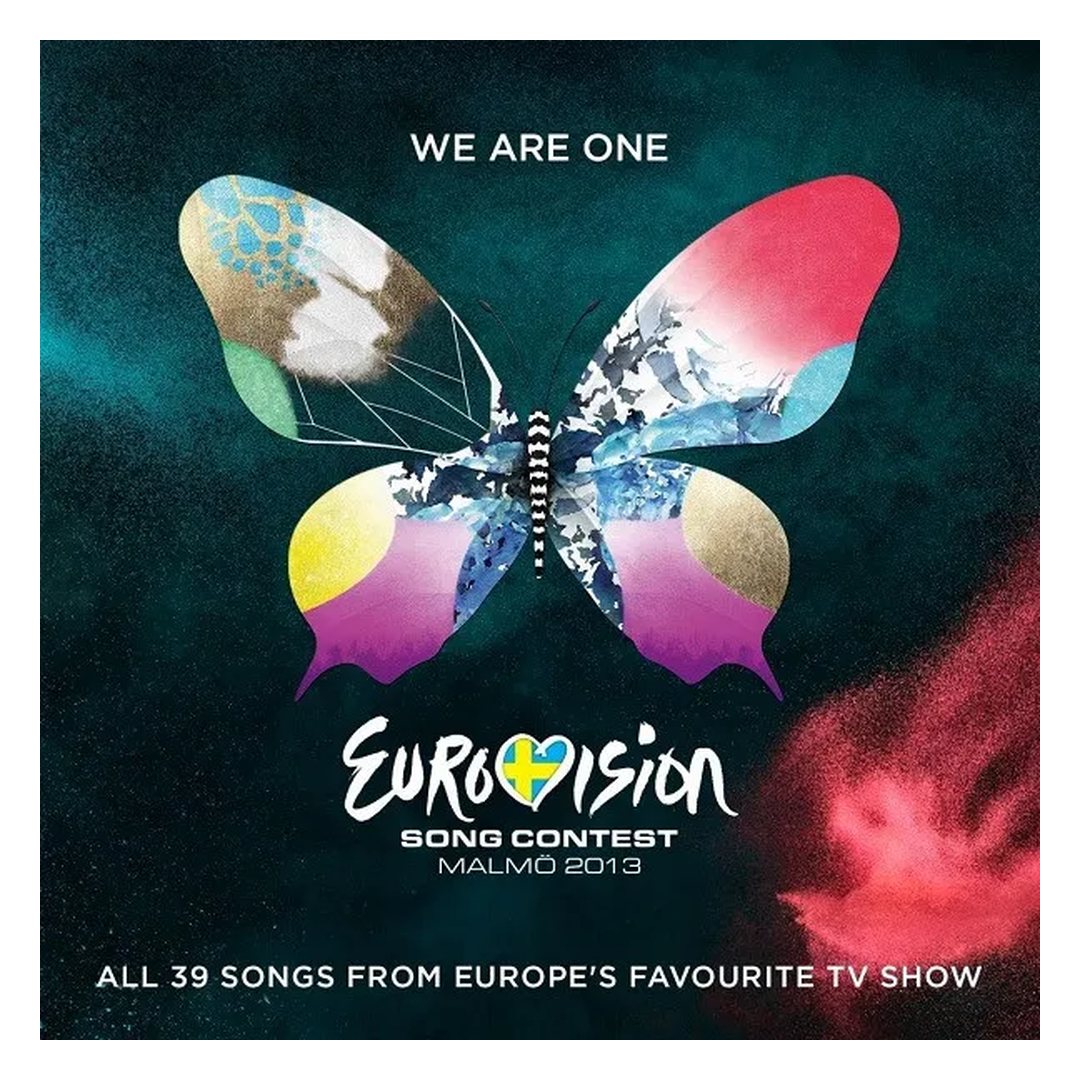 WE ARE ONE
EUROVISION
SONG CONTEST
MALMÖ 2013
ALL 39 SONGS FROM EUROPE'S FAVOURITE TV SHOW